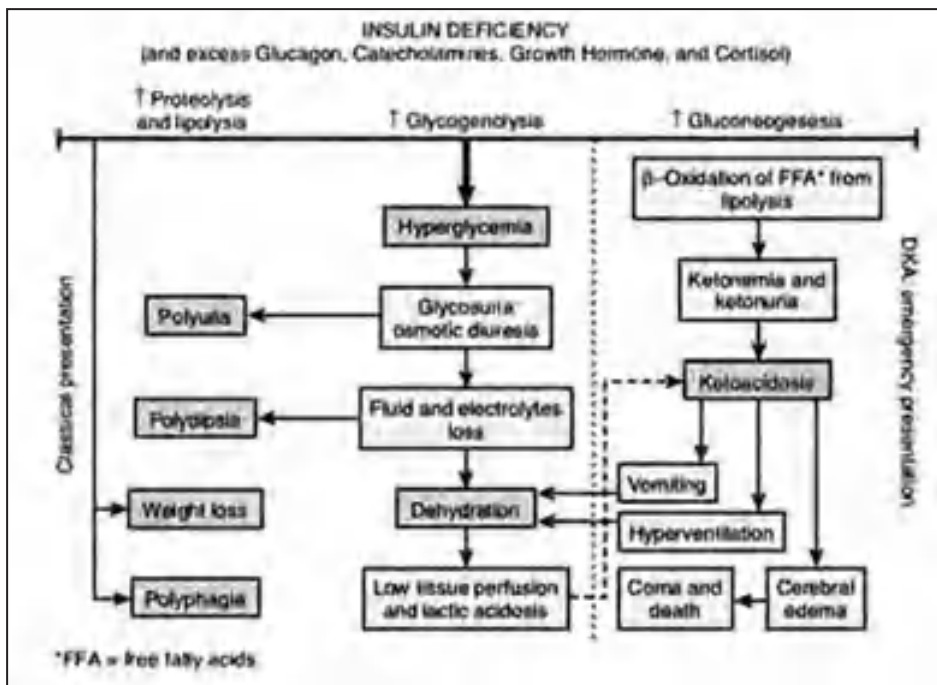 INSULIN DEFICIENCY
(and excess Glucagon, Catecholamines, Growth Hormone, and Cortisol)
↑ Proteolysis
and lipolysis
↑ Glycogenolysis
↑ Gluconeogesesis
β-Oxidation of FFA* from
lipolysis
Hyperglycemia
Ketonemia and
ketonuria
Glycosuria
osmotic diuresis
Polyuria
Ketoacidosis
Fluid and electrolytes
loss
Polydipsia
Vomiting
Dehydration
Weight loss
Hyperventilation
Low tissue perfusion
and lactic acidosis
Coma and
death
Cerebral
edema
Polyphagia
Classical presentation
DKA: emergency presentation
*FFA = free fatty acids